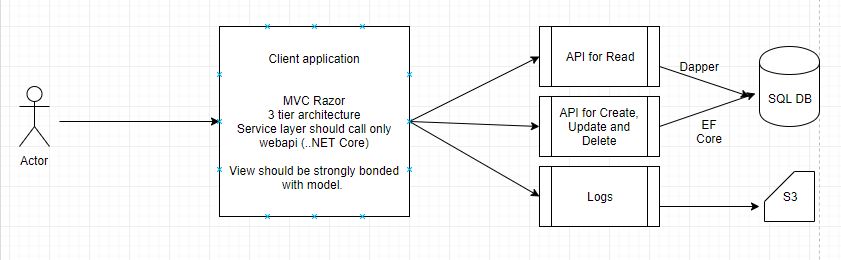 Actor
Client application
MVC Razor
3 tier architecture
Service layer should call only
webapi (..NET Core)
View should be strongly bonded
with model.
API for Read
API for Create,
Update and
Delete
Logs
Dapper
EF
Core
SQL DB
S3